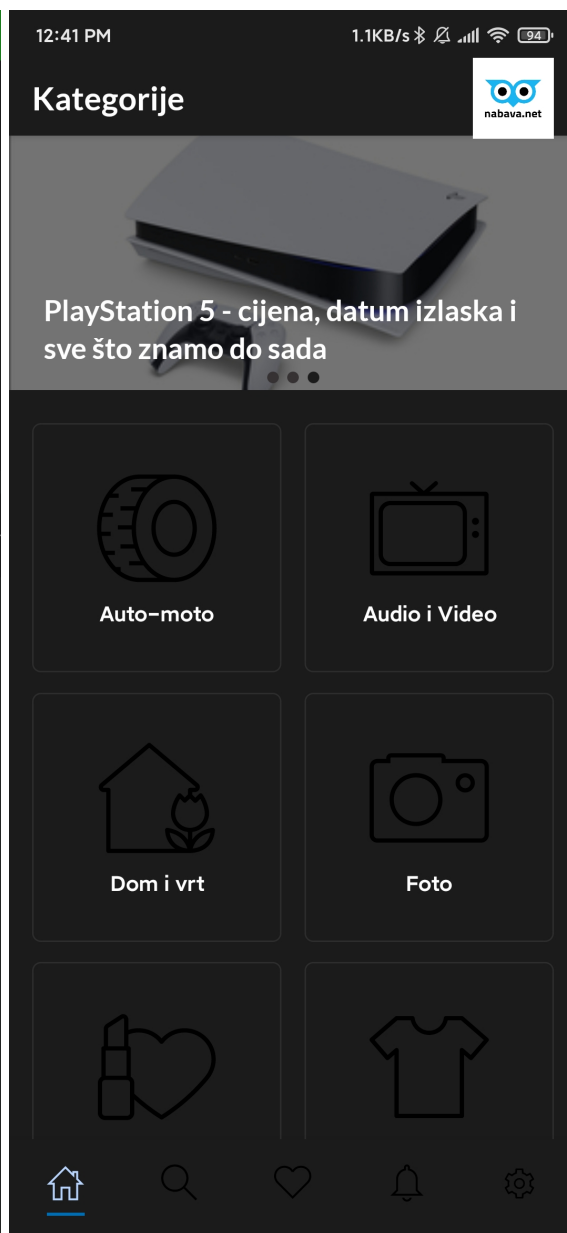 12:41 PM 1.1KB/s 94
Kategorije
nabava.net
PlayStation 5 - cijena, datum izlaska i
sve što znamo do sada
Auto-moto Audio i Video
Dom i vrt Foto